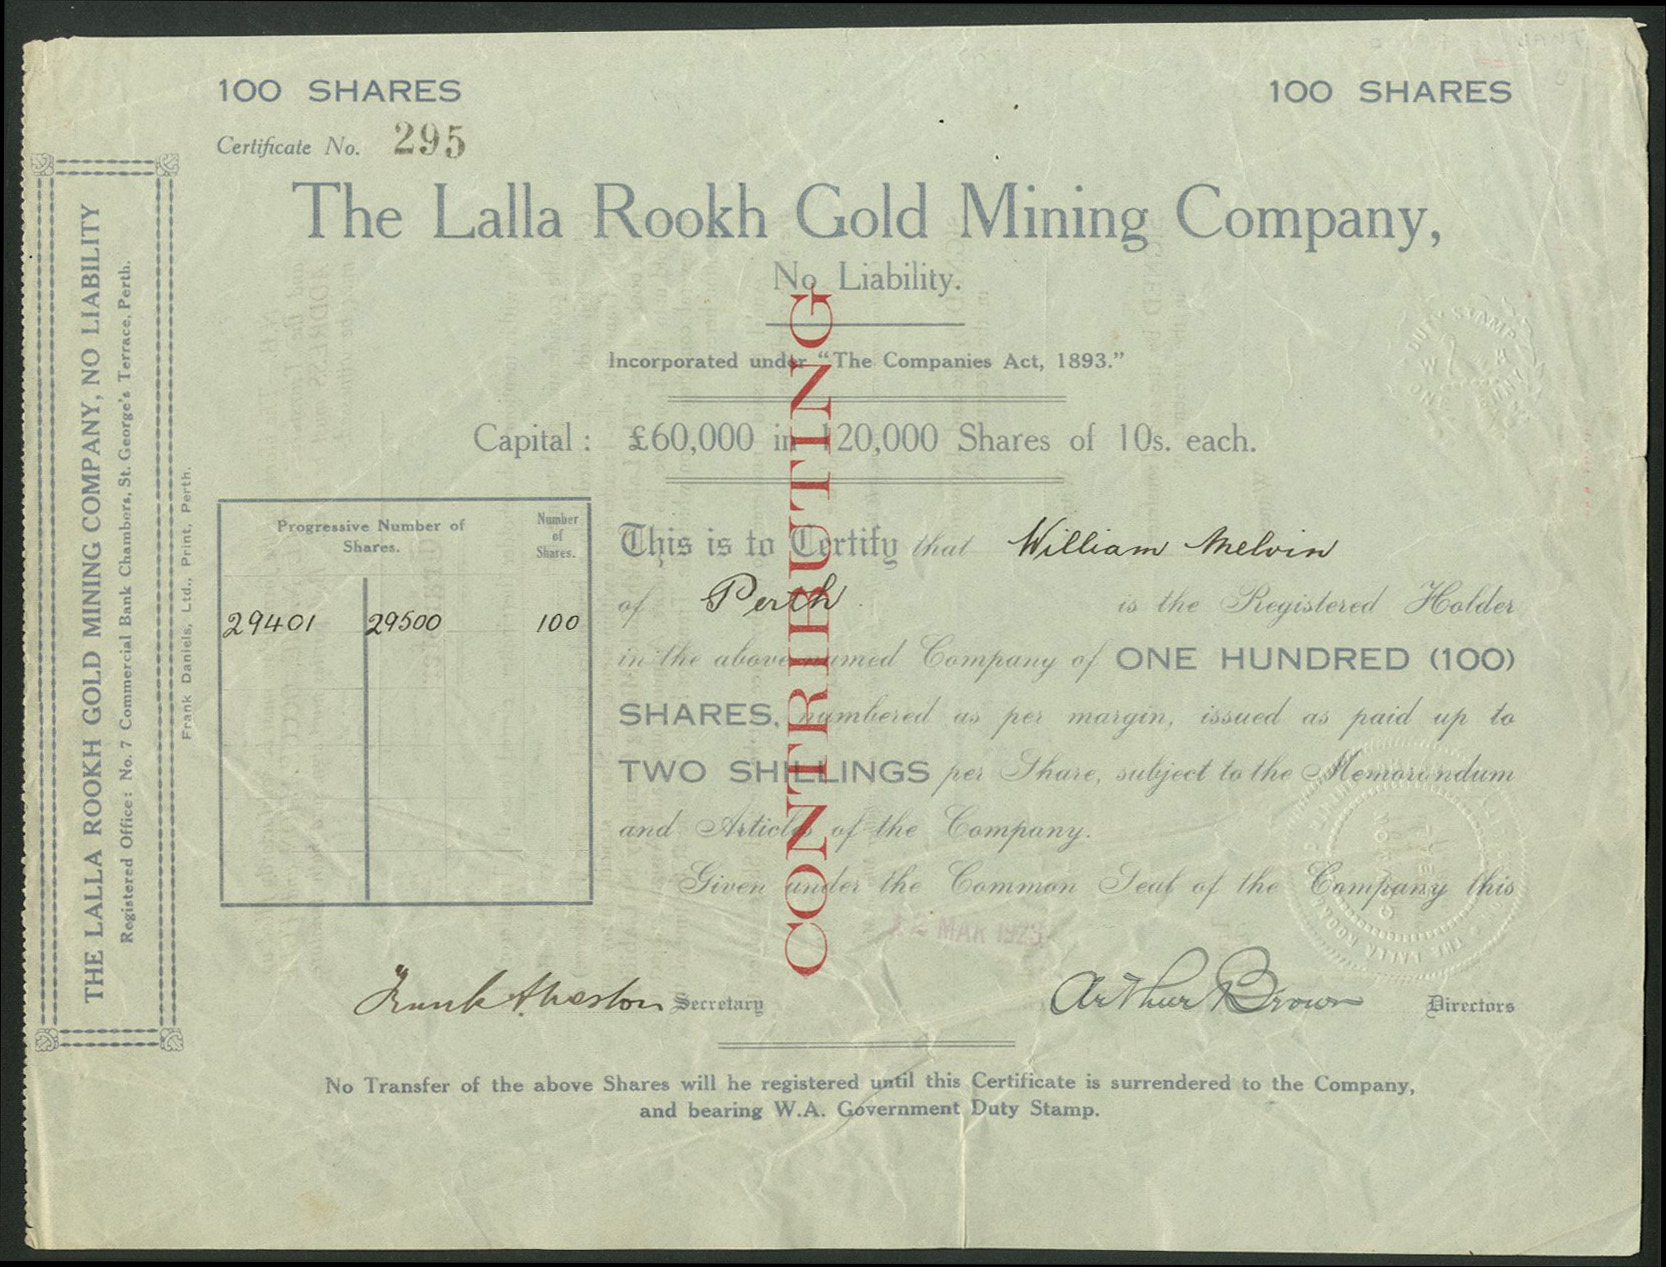 100 SHARES
100 SHARES
Certificate No. 295
The Lalla Rookh Gold Mining Company,
No Liability.
Incorporated under “The Companies Act, 1893.”
Capital : £60,000 in 120,000 Shares of 10s. each.
CONTRIBUTING
THE LALLA ROOKH GOLD MINING COMPANY, NO LIABILITY
Registered Office: No. 7 Commercial Bank Chambers, St. George's Terrace, Perth.
Frank Daniels, Ltd., Print, Perth.
Progressive Number of Shares.
Number of Shares.
29401 29500 100
This is to Certify that William Melvin
of Perth is the Registered Holder
in the above named Company of ONE HUNDRED (100)
SHARES, numbered as per margin, issued as paid up to
TWO SHILLINGS per Share, subject to the Memorandum
and Articles of the Company.
Given under the Common Seal of the Company this
MAR 1923
Frank A. Secretary
Arthur Brown Directors
No Transfer of the above Shares will be registered until this Certificate is surrendered to the Company,
and bearing W.A. Government Duty Stamp.
DUTY STAMP
THE LALLA ROOKH